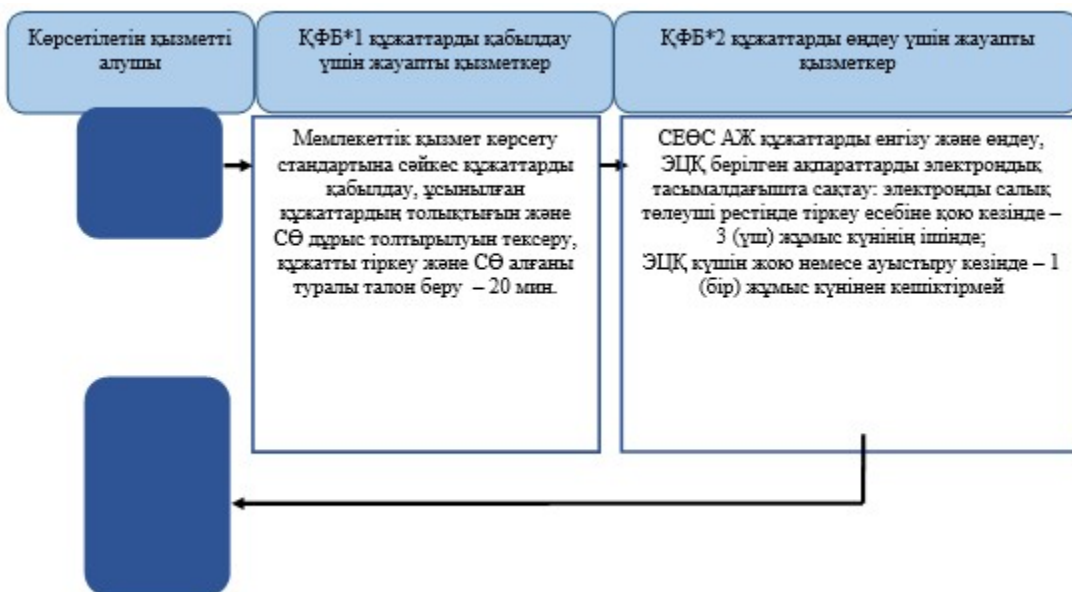 Көрсетілетін қызметті
алушы
ҚФБ*1 құжаттарды қабылдау
үшін жауапты қызметкер
ҚФБ*2 құжаттарды өңдеу үшін жауапты
қызметкер
Мемлекеттік қызмет көрсету
стандартына сәйкес құжаттарды
қабылдау, ұсынылған
құжаттардың толықтығын және
СӨ дұрыс толтырылуын тексеру,
құжатты тіркеу және СӨ алғаны
туралы талон беру – 20 мин.
СЕӨС АЖ құжаттарды енгізу және өңдеу,
ЭЦҚ берілген ақпараттарды электрондық
тасымалдағышта сақтау: электронды салық
төлеуші рестінде тіркеу есебіне қою кезінде –
3 (үш) жұмыс күнінің ішінде;
ЭЦҚ күшін жою немесе ауыстыру кезінде – 1
(бір) жұмыс күнінен кешіктірмей